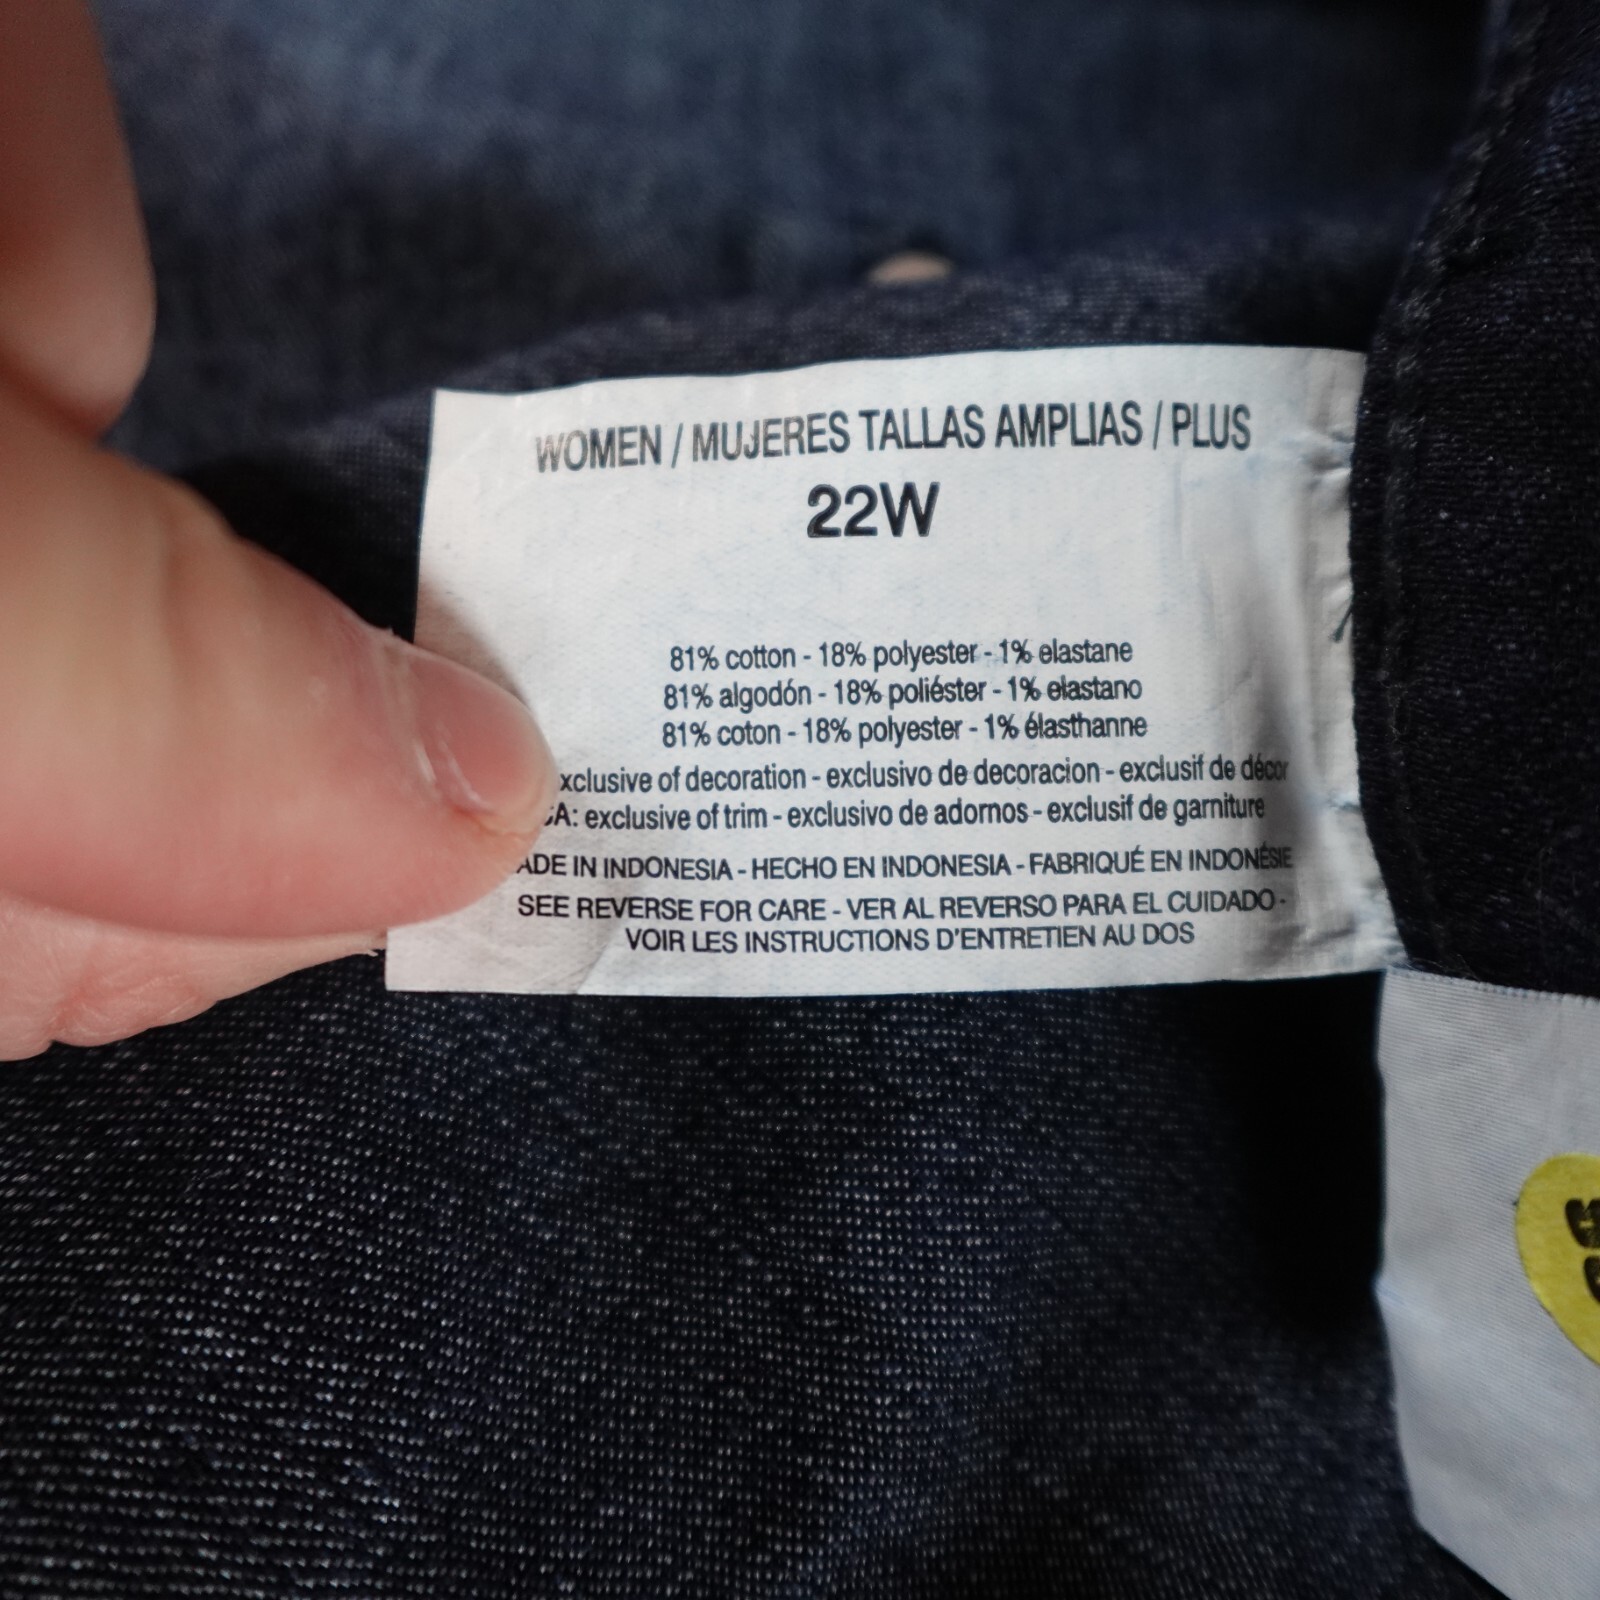 WOMEN / MUJERES TALLAS AMPLIAS / PLUS
22W
81% cotton - 18% polyester - 1% elastane
81% algodón - 18% poliéster - 1% elastano
81% coton - 18% polyester - 1% élasthanne
xclusive of decoration - exclusivo de decoracion - exclusif de décor
A: exclusive of trim - exclusivo de adornos - exclusif de garniture
ADE IN INDONESIA - HECHO EN INDONESIA - FABRIQUÉ EN INDONÉSIE
SEE REVERSE FOR CARE - VER AL REVERSO PARA EL CUIDADO -
VOIR LES INSTRUCTIONS D'ENTRETIEN AU DOS